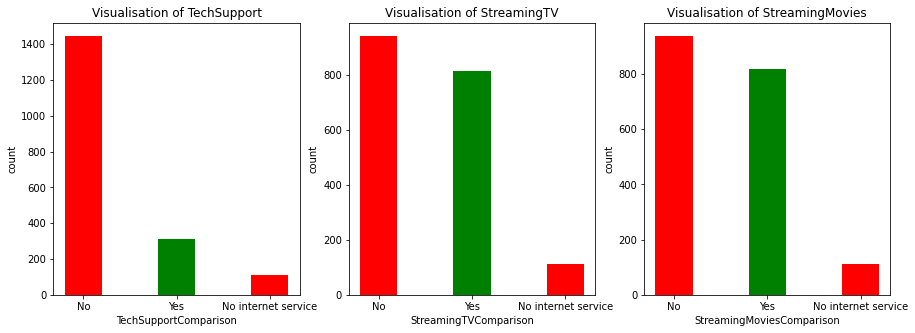 Visualisation of TechSupport
count
1400
1200
1000
800
600
400
200
0
No Yes No internet service
TechSupportComparison
Visualisation of StreamingTV
count
800
600
400
200
0
No Yes No internet service
StreamingTVComparison
Visualisation of StreamingMovies
count
800
600
400
200
0
No Yes No internet service
StreamingMoviesComparison